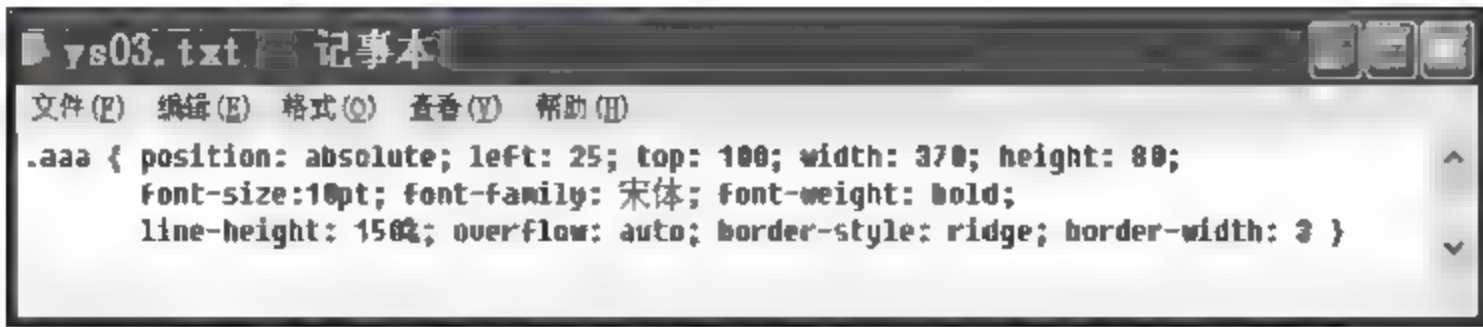 ys03.txt 记事本
文件(F) 编辑(E) 格式(O) 查看(V) 帮助(H)
.aaa { position: absolute; left: 25; top: 100; width: 370; height: 80;
font-size:10pt; font-family: 宋体; font-weight: bold;
line-height: 150%; overflow: auto; border-style: ridge; border-width: }